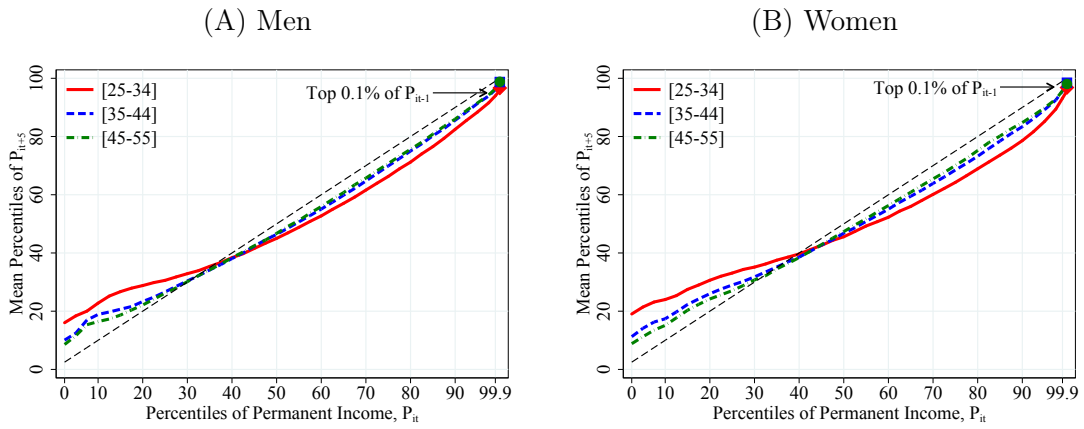 (A) Men
Mean Percentiles of P_it+5
100
80
60
40
20
0
[25-34]
[35-44]
[45-55]
Top 0.1% of P_it-1
0 10 20 30 40 50 60 70 80 90 99.9
Percentiles of Permanent Income, P_it
(B) Women
Mean Percentiles of P_it+5
100
80
60
40
20
0
[25-34]
[35-44]
[45-55]
Top 0.1% of P_it-1
0 10 20 30 40 50 60 70 80 90 99.9
Percentiles of Permanent Income, P_it